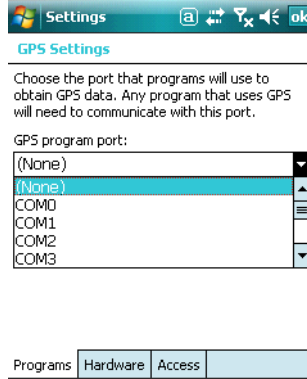 Settings
a
ok
GPS Settings
Choose the port that programs will use to
obtain GPS data. Any program that uses GPS
will need to communicate with this port.
GPS program port:
(None)
(None)
COM0
COM1
COM2
COM3
Programs Hardware Access